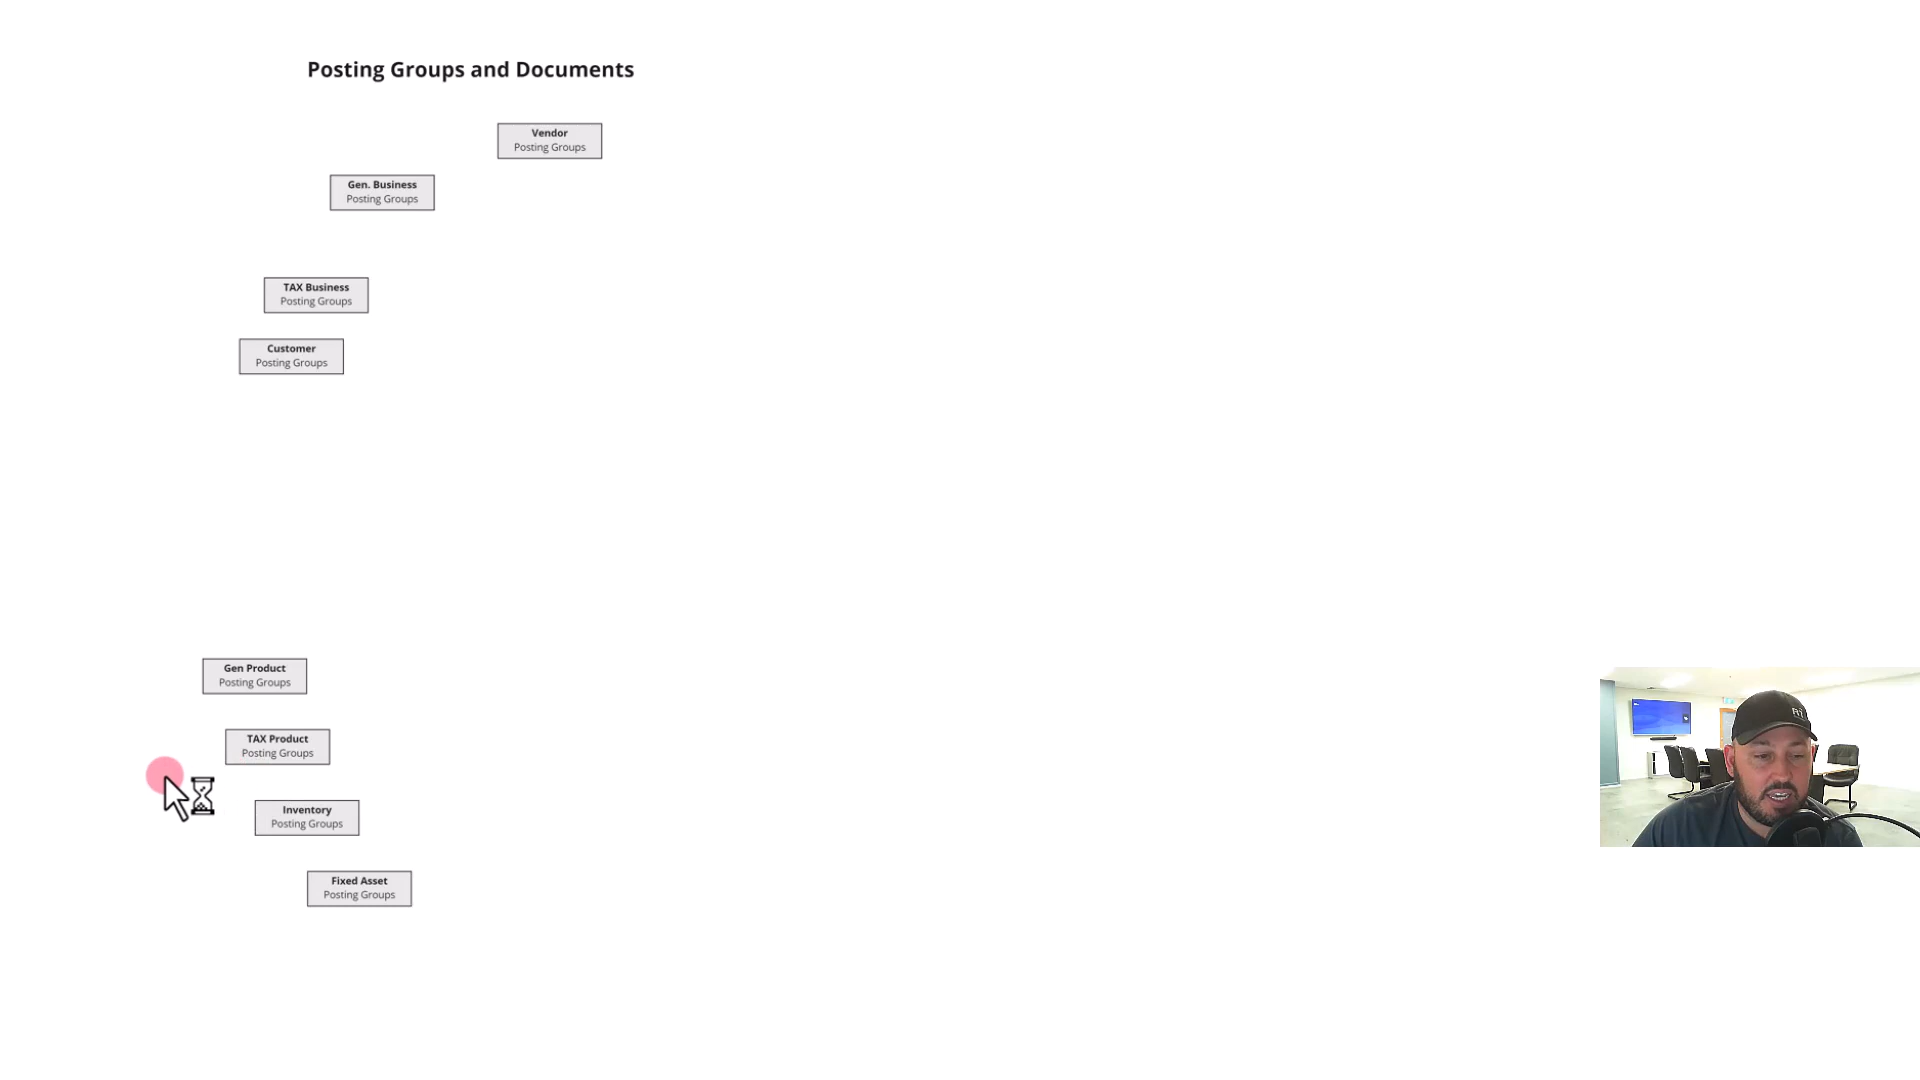 Posting Groups and Documents
Vendor
Posting Groups
Gen. Business
Posting Groups
TAX Business
Posting Groups
Customer
Posting Groups
Gen Product
Posting Groups
TAX Product
Posting Groups
Inventory
Posting Groups
Fixed Asset
Posting Groups